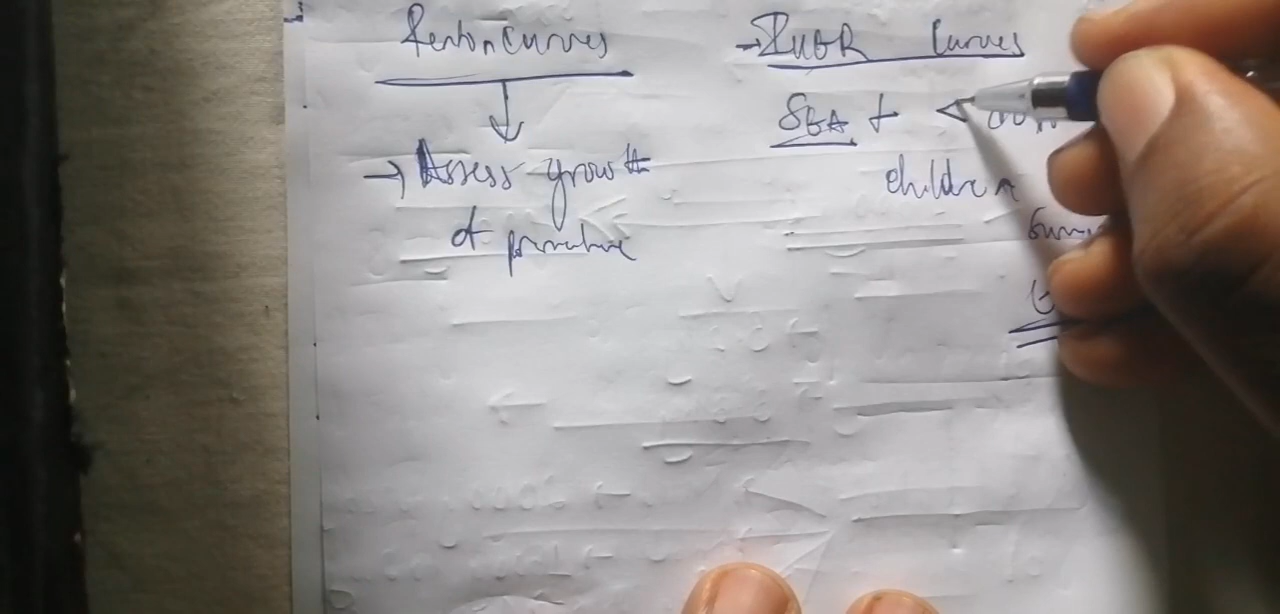 Fenton Curves
→ IUGR Curves
SGA +
→ Assess growth
of premature
children